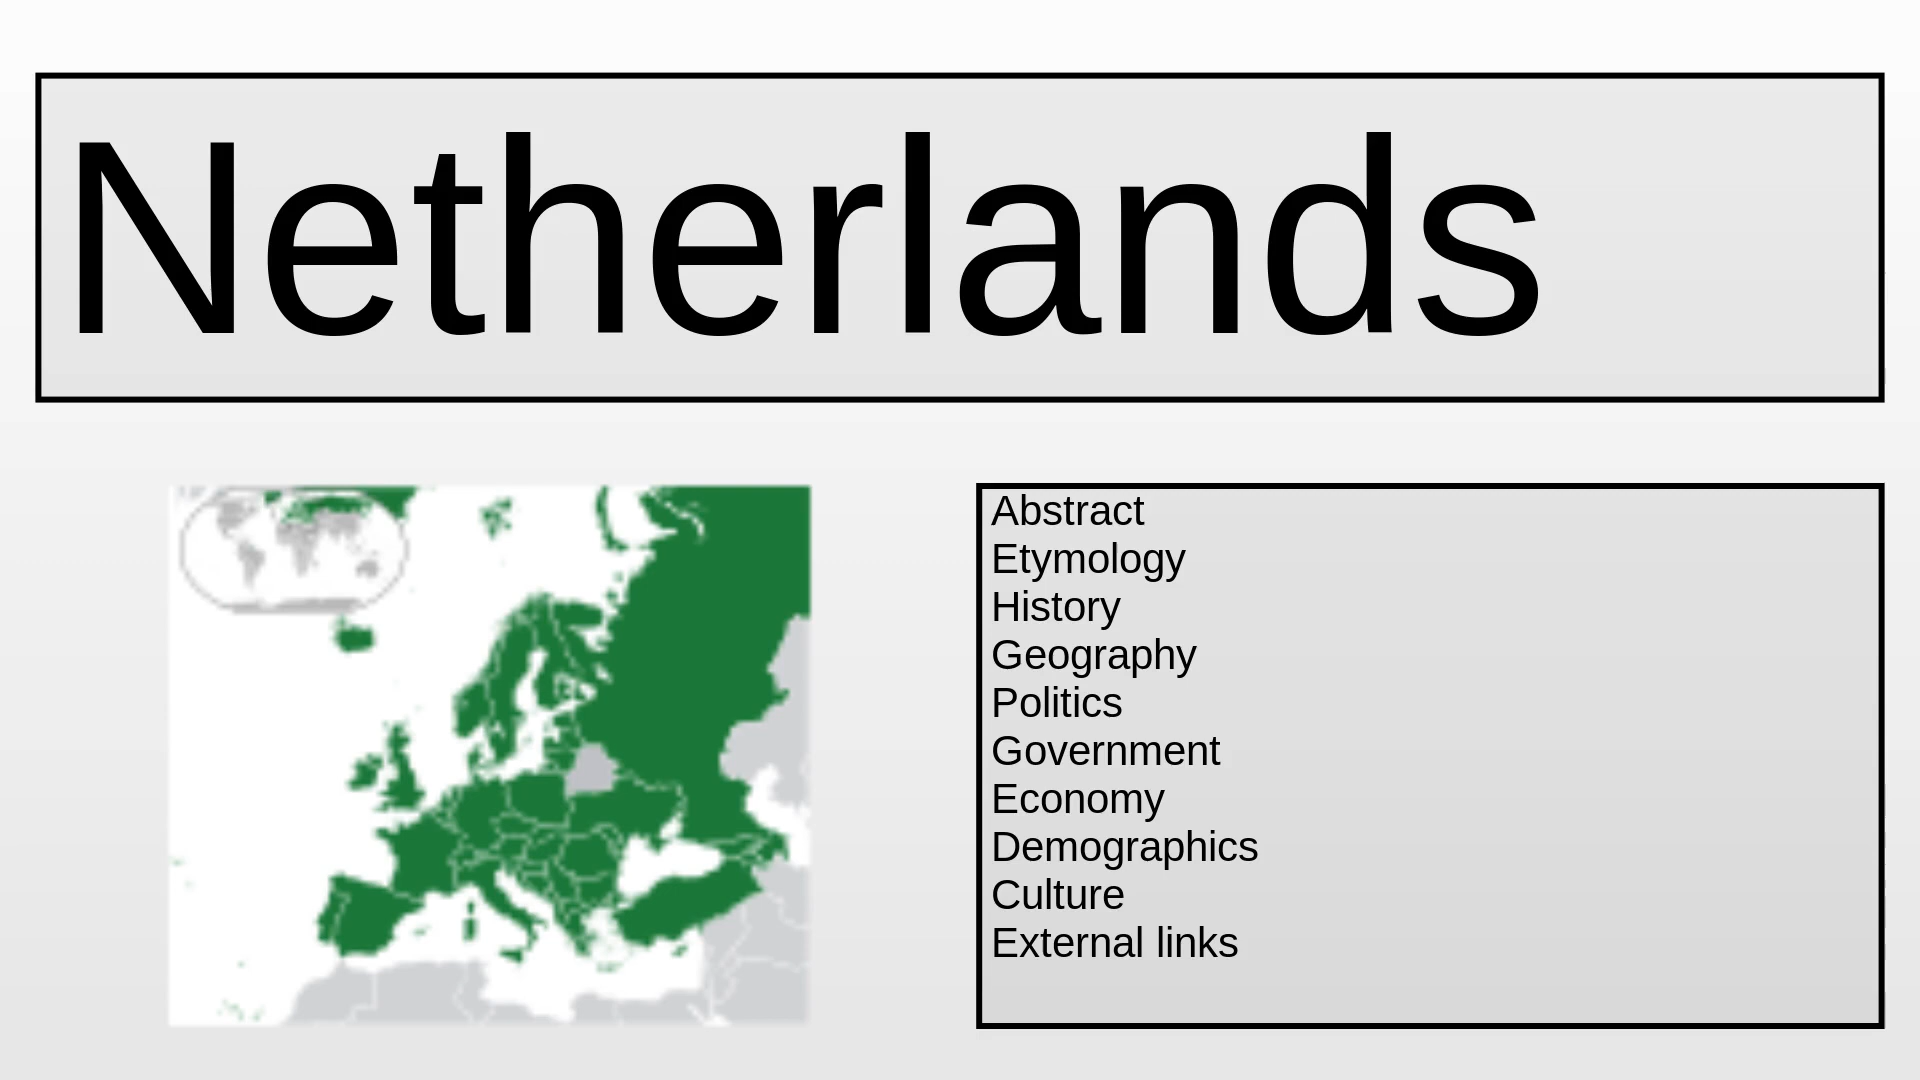 Netherlands
Abstract
Etymology
History
Geography
Politics
Government
Economy
Demographics
Culture
External links